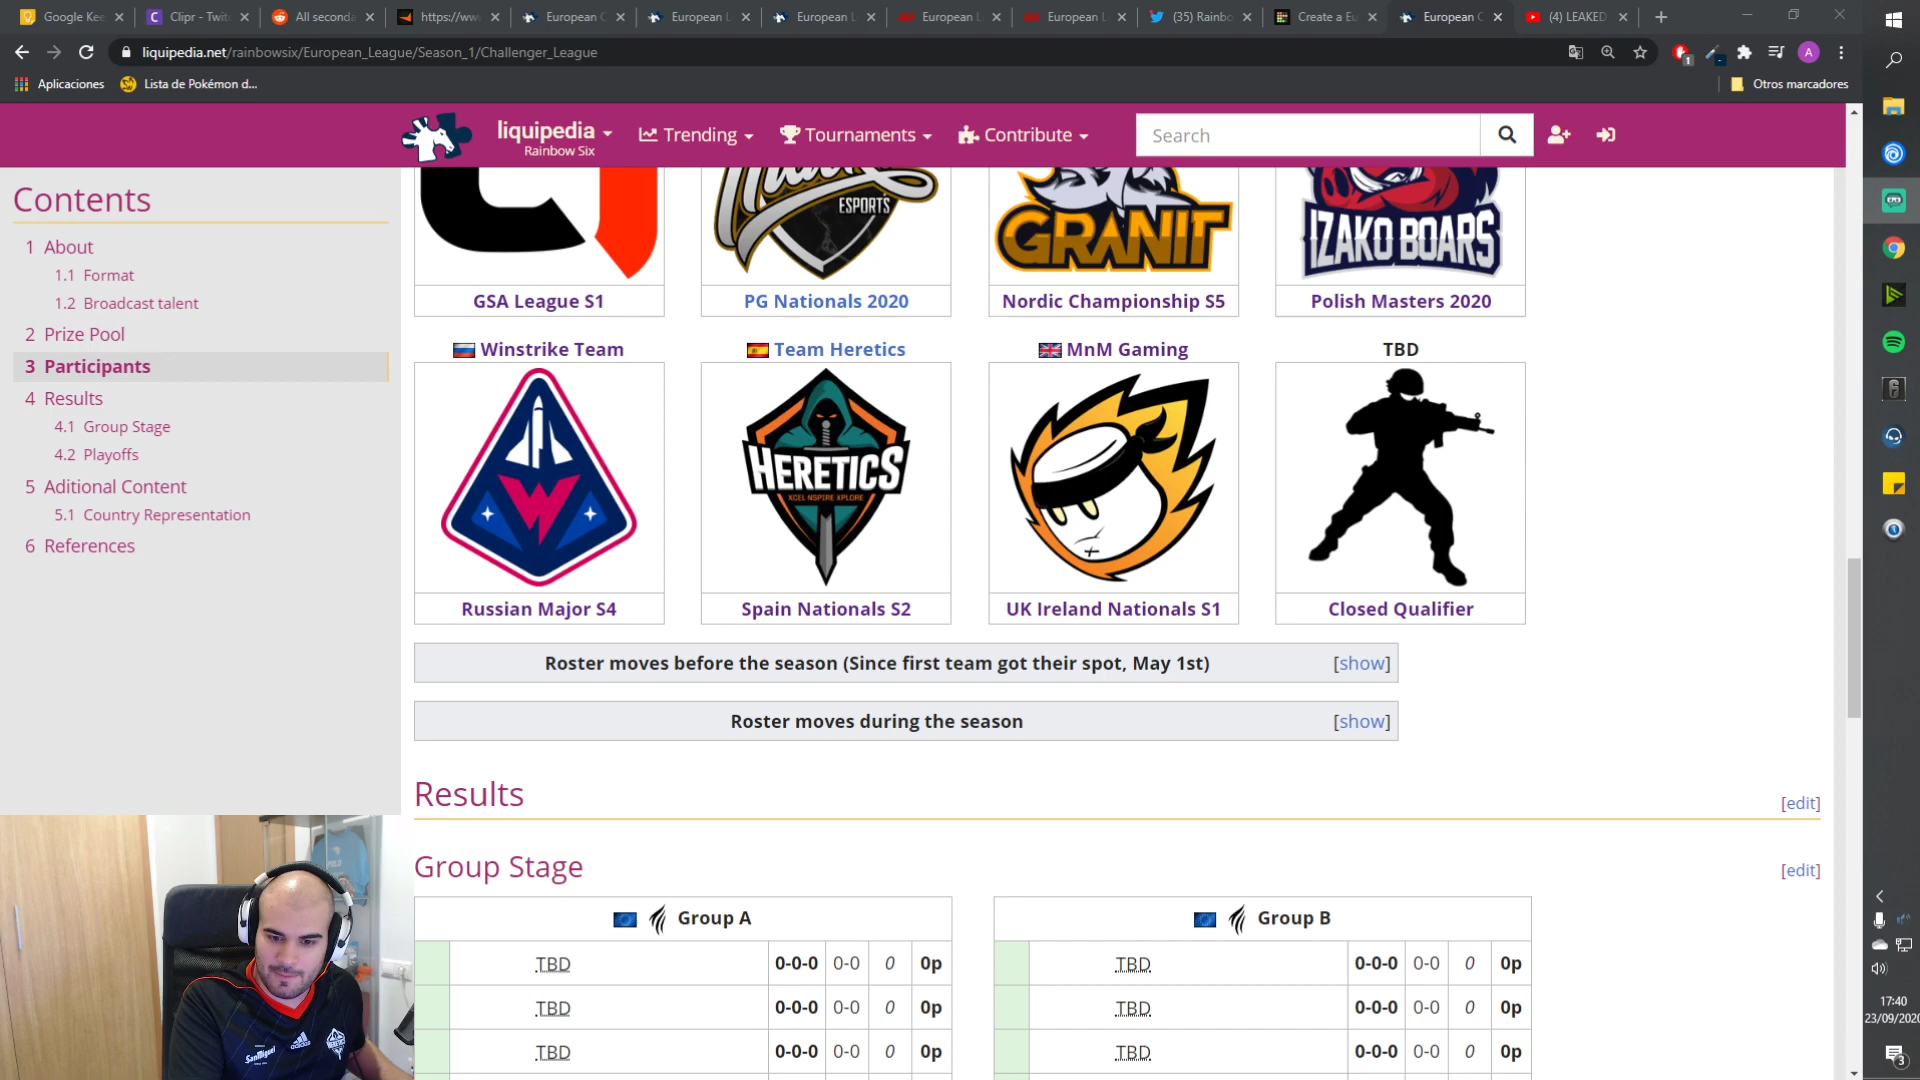 Google Kee
Clipr - Twitc
All seconda
https://ww
European C
European L
European L
European L
European L
(35) Rainbo
Create a Eu
European C
(4) LEAKED
liquipedia.net/rainbowsix/European_League/Season_1/Challenger_League
Aplicaciones
Lista de Pokémon d...
Otros marcadores
liquipedia
Rainbow Six
Trending
Tournaments
Contribute
Search
Contents
1 About
1.1 Format
1.2 Broadcast talent
2 Prize Pool
3 Participants
4 Results
4.1 Group Stage
4.2 Playoffs
5 Aditional Content
5.1 Country Representation
6 References
ESPORTS
GRANIT
IZAKO BOARS
GSA League S1
PG Nationals 2020
Nordic Championship S5
Polish Masters 2020
Winstrike Team
Team Heretics
MnM Gaming
TBD
W
HERETICS
XCEL NSPIRE XPLORE
Russian Major S4
Spain Nationals S2
UK Ireland Nationals S1
Closed Qualifier
Roster moves before the season (Since first team got their spot, May 1st) [show]
Roster moves during the season [show]
Results [edit]
Group Stage [edit]
Group A
TBD 0-0-0 0-0 0 0p
TBD 0-0-0 0-0 0 0p
TBD 0-0-0 0-0 0 0p
Group B
TBD 0-0-0 0-0 0 0p
TBD 0-0-0 0-0 0 0p
TBD 0-0-0 0-0 0 0p
SanMiguel
adidas
HERETICS
17:40
23/09/2020
3